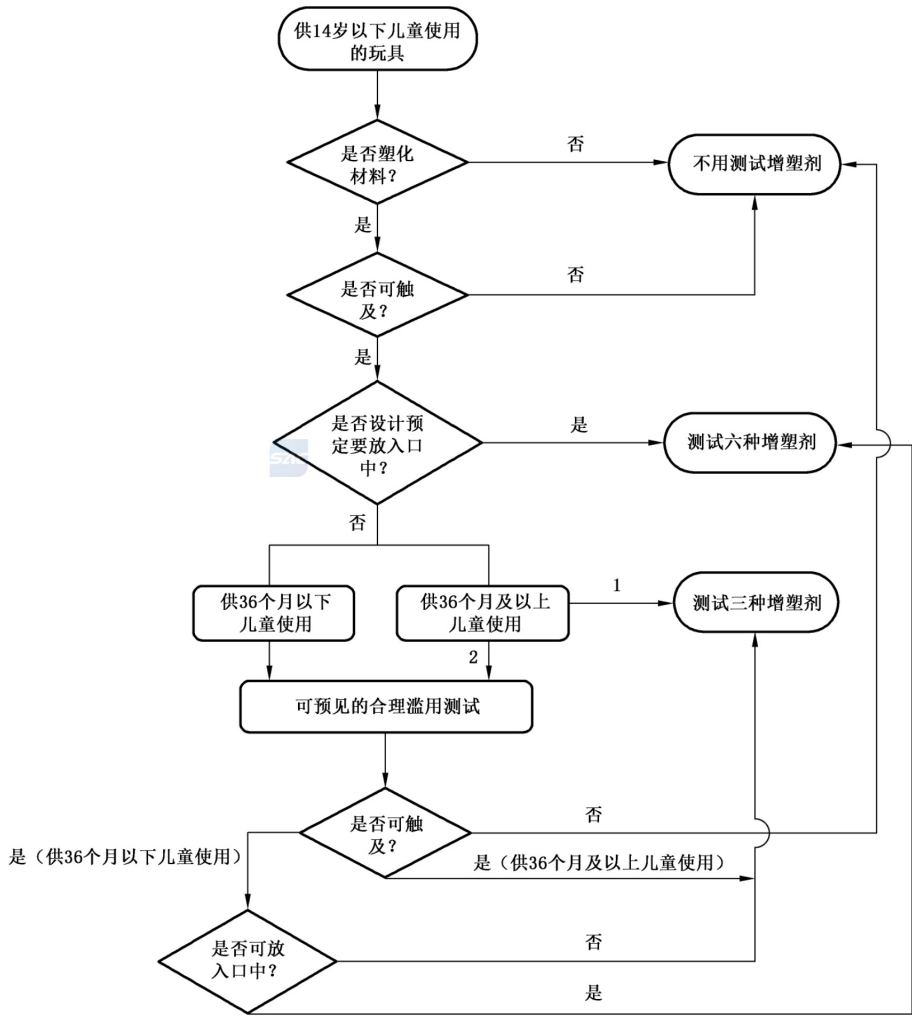 供14岁以下儿童使用
的玩具
是否塑化
材料?
否
不用测试增塑剂
是
是否可触
及?
否
是
是否设计预
定要放入口
中?
是
测试六种增塑剂
否
供36个月以下
儿童使用
供36个月及以上
儿童使用
1
测试三种增塑剂
2
可预见的合理滥用测试
是否可触
及?
否
是(供36个月以下儿童使用)
是(供36个月及以上儿童使用)
是否可放
入口中?
否
是